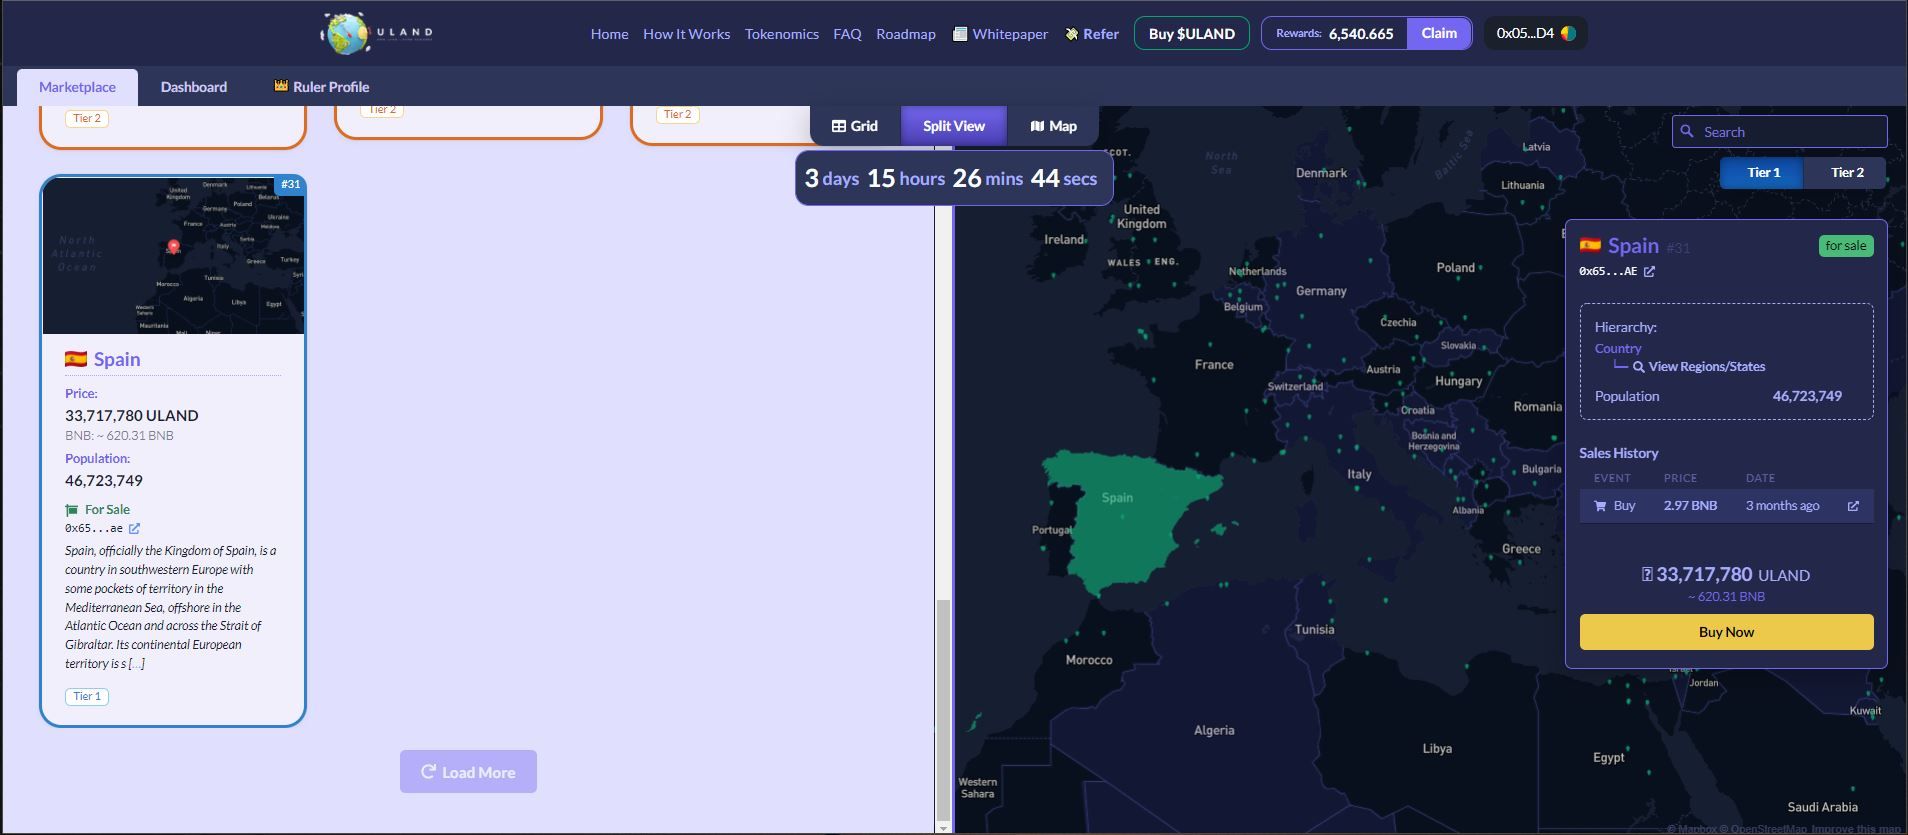 ULAND
Home How It Works Tokenomics FAQ Roadmap Whitepaper Refer Buy $ULAND Rewards: 6,540.665 Claim 0x05...D4
Marketplace Dashboard Ruler Profile
Tier 2
Tier 2
Tier 2
#31
United Kingdom
Denmark
Lithuania
Belarus
Germany
Poland
Ukraine
France
Austria
Moldova
Serbia
Italy
Spain
Greece
Turkey
Tunisia
Morocco
Algeria
Libya
Egypt
Western Sahara
Mauritania
Mali
Niger
North
Atlantic
Ocean
Spain
Price:
33,717,780 ULAND
BNB: ~ 620.31 BNB
Population:
46,723,749
For Sale
0x65...ae
Spain, officially the Kingdom of Spain, is a
country in southwestern Europe with
some pockets of territory in the
Mediterranean Sea, offshore in the
Atlantic Ocean and across the Strait of
Gibraltar. Its continental European
territory is s [...]
Tier 1
Load More
Grid Split View Map
3 days 15 hours 26 mins 44 secs
SCOT.
North
Sea
Baltic Sea
Latvia
Denmark
Lithuania
United
Kingdom
Ireland
WALES ENG.
Netherlands
Poland
Germany
Belgium
Czechia
Slovakia
France
Austria
Hungary
Switzerland
Romania
Croatia
Bosnia and
Herzegovina
Italy
Bulgaria
Spain
Albania
Portugal
Greece
Tunisia
Morocco
Algeria
Libya
Egypt
Western
Sahara
Israel
Jordan
Kuwait
Saudi Arabia
Search
Tier 1 Tier 2
Spain #31 for sale
0x65...AE
Hierarchy:
Country
View Regions/States
Population 46,723,749
Sales History
EVENT PRICE DATE
Buy 2.97 BNB 3 months ago
33,717,780 ULAND
~ 620.31 BNB
Buy Now
© Mapbox © OpenStreetMap Improve this map